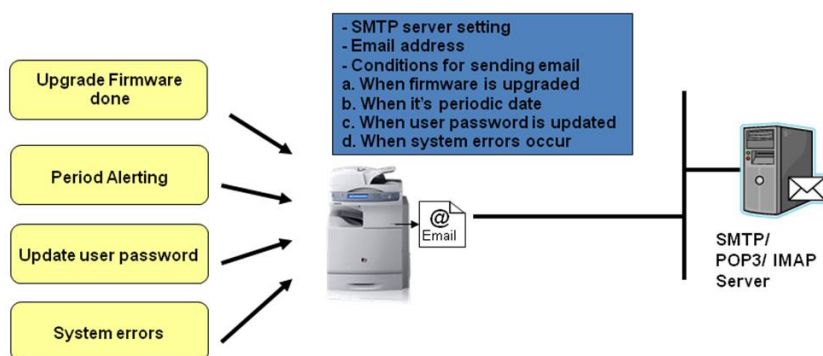 - SMTP server setting
- Email address
- Conditions for sending email
a. When firmware is upgraded
b. When it's periodic date
c. When user password is updated
d. When system errors occur
Upgrade Firmware
done
Period Alerting
Update user password
System errors
@
Email
SMTP/
POP3/ IMAP
Server